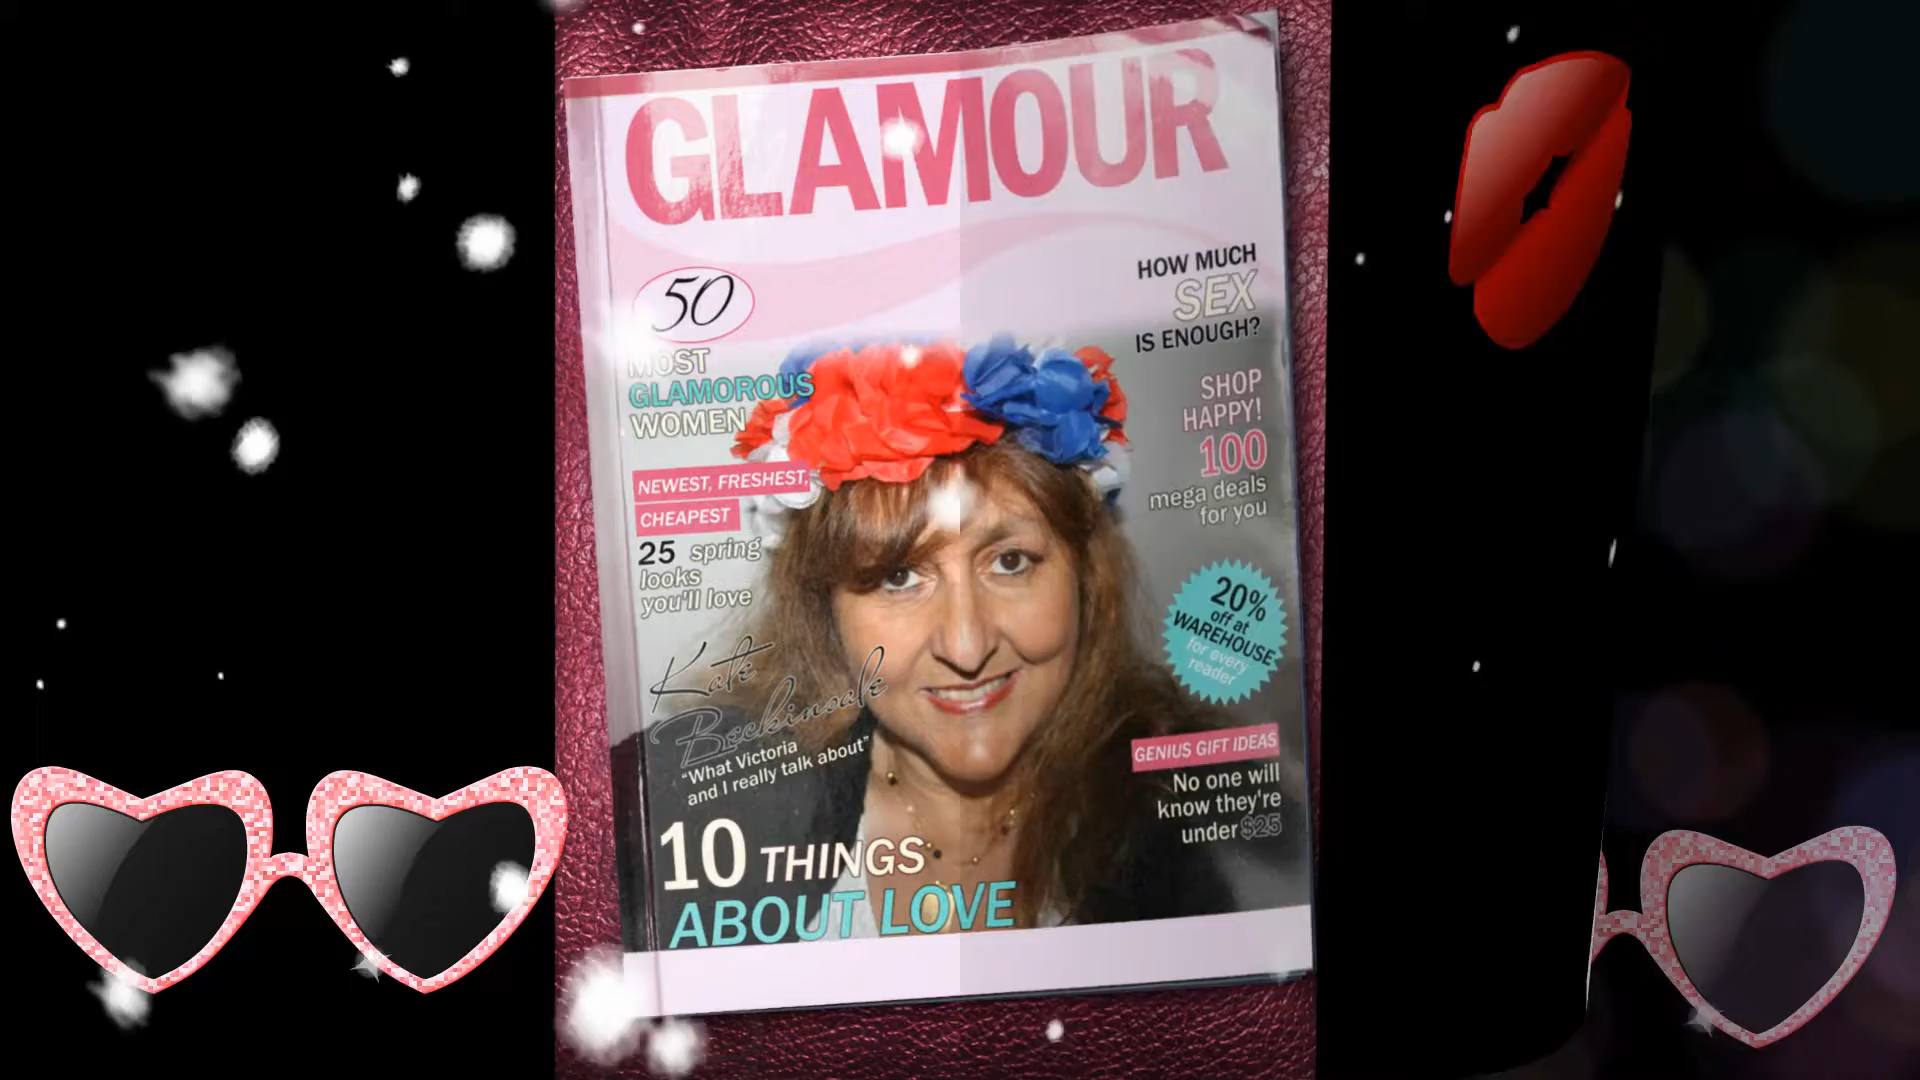 GLAMOUR
50
MOST
GLAMOROUS
WOMEN
NEWEST, FRESHEST,
CHEAPEST
25 spring
looks
you'll love
Kate
Beckinsale
"What Victoria
and I really talk about"
10 THINGS
ABOUT LOVE
HOW MUCH
SEX
IS ENOUGH?
SHOP
HAPPY!
100
mega deals
for you
20%
off at
WAREHOUSE
for every
reader
GENIUS GIFT IDEAS
No one will
know they're
under $25